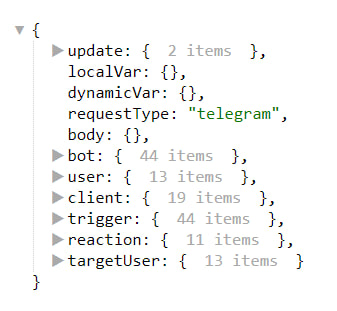 {
update: { 2 items },
localVar: {},
dynamicVar: {},
requestType: "telegram",
body: {},
bot: { 44 items },
user: { 13 items },
client: { 19 items },
trigger: { 44 items },
reaction: { 11 items },
targetUser: { 13 items }
}